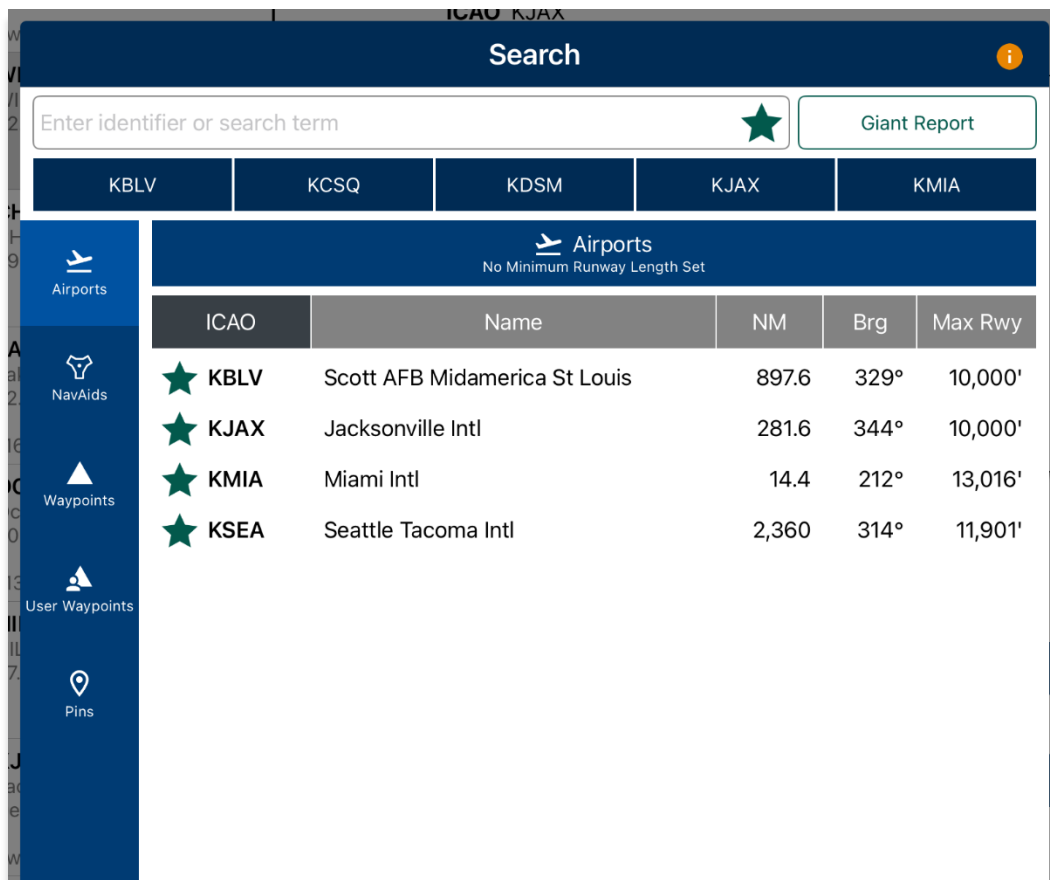 ICAO KJAX
Search
Enter identifier or search term
Giant Report
KBLV KCSQ KDSM KJAX KMIA
Airports
NavAids
Waypoints
User Waypoints
Pins
Airports
No Minimum Runway Length Set
ICAO Name NM Brg Max Rwy
KBLV Scott AFB Midamerica St Louis 897.6 329° 10,000'
KJAX Jacksonville Intl 281.6 344° 10,000'
KMIA Miami Intl 14.4 212° 13,016'
KSEA Seattle Tacoma Intl 2,360 314° 11,901'